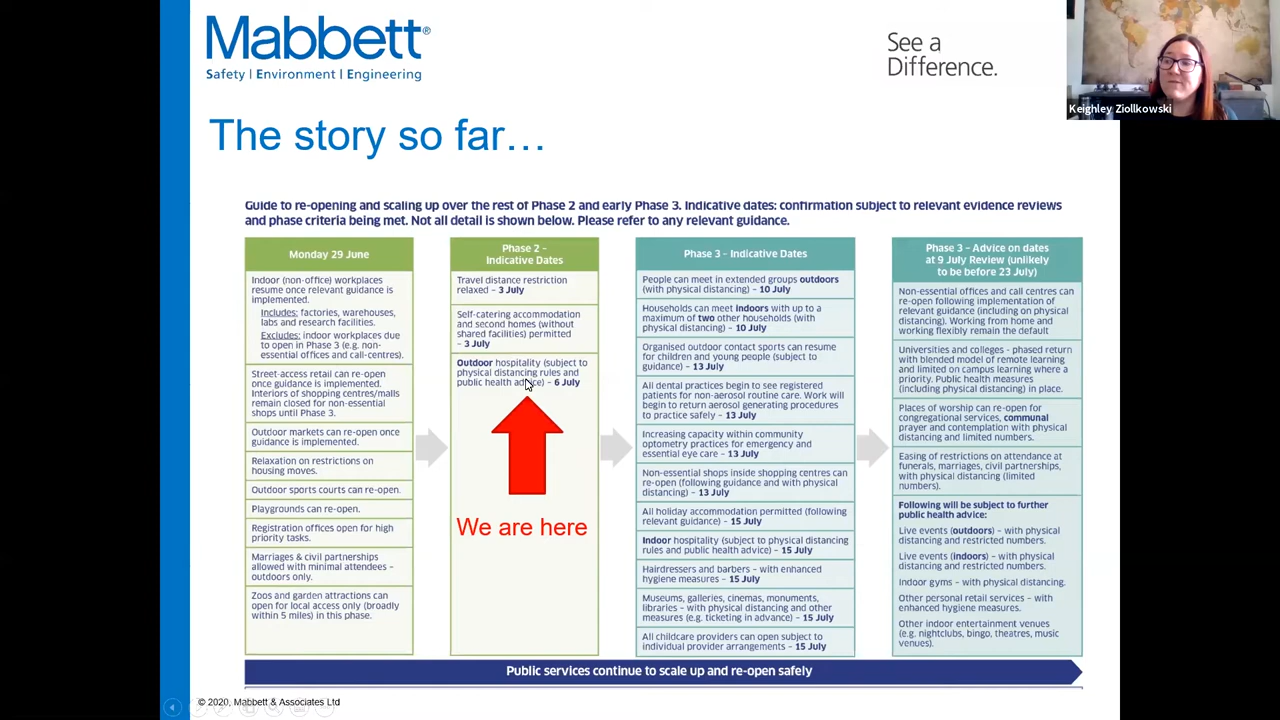 Mabbett®
Safety | Environment | Engineering
See a
Difference.
Keighley Ziollkowski
The story so far…
Guide to re-opening and scaling up over the rest of Phase 2 and early Phase 3. Indicative dates: confirmation subject to relevant evidence reviews
and phase criteria being met. Not all detail is shown below. Please refer to any relevant guidance.
Monday 29 June
Indoor (non-office) workplaces
resume once relevant guidance is
implemented.
Includes: factories, warehouses,
labs and research facilities.
Excludes: indoor workplaces due
to open in Phase 3 (e.g. non-
essential offices and call-centres).
Street-access retail can re-open
once guidance is implemented.
Interiors of shopping centres/malls
remain closed for non-essential
shops until Phase 3.
Outdoor markets can re-open once
guidance is implemented.
Relaxation on restrictions on
housing moves.
Outdoor sports courts can re-open.
Playgrounds can re-open.
Registration offices open for high
priority tasks.
Marriages & civil partnerships
allowed with minimal attendees –
outdoors only.
Zoos and garden attractions can
open for local access only (broadly
within 5 miles) in this phase.
Phase 2 –
Indicative Dates
Travel distance restriction
relaxed – 3 July
Self-catering accommodation
and second homes (without
shared facilities) permitted
– 3 July
Outdoor hospitality (subject to
physical distancing rules and
public health advice) – 6 July
We are here
Phase 3 – Indicative Dates
People can meet in extended groups outdoors
(with physical distancing) – 10 July
Households can meet indoors with up to a
maximum of two other households (with
physical distancing) – 10 July
Organised outdoor contact sports can resume
for children and young people (subject to
guidance) – 13 July
All dental practices begin to see registered
patients for non-aerosol routine care. Work will
begin to return aerosol generating procedures
to practice safely – 13 July
Increasing capacity within community
optometry practices for emergency and
essential eye care – 13 July
Non-essential shops inside shopping centres can
re-open (following guidance and with physical
distancing) – 13 July
All holiday accommodation permitted (following
relevant guidance) – 15 July
Indoor hospitality (subject to physical distancing
rules and public health advice) – 15 July
Hairdressers and barbers – with enhanced
hygiene measures – 15 July
Museums, galleries, cinemas, monuments,
libraries – with physical distancing and other
measures (e.g. ticketing in advance) – 15 July
All childcare providers can open subject to
individual provider arrangements – 15 July
Phase 3 – Advice on dates
at 9 July Review (unlikely
to be before 23 July)
Non-essential offices and call centres can
re-open following implementation of
relevant guidance (including on physical
distancing). Working from home and
working flexibly remain the default
Universities and colleges - phased return
with blended model of remote learning
and limited on campus learning where a
priority. Public health measures
(including physical distancing) in place.
Places of worship can re-open for
congregational services, communal
prayer and contemplation with physical
distancing and limited numbers.
Easing of restrictions on attendance at
funerals, marriages, civil partnerships,
with physical distancing (limited
numbers).
Following will be subject to further
public health advice:
Live events (outdoors) – with physical
distancing and restricted numbers.
Live events (indoors) – with physical
distancing and restricted numbers.
Indoor gyms – with physical distancing.
Other personal retail services – with
enhanced hygiene measures.
Other indoor entertainment venues
(e.g. nightclubs, bingo, theatres, music
venues).
Public services continue to scale up and re-open safely
© 2020, Mabbett & Associates Ltd